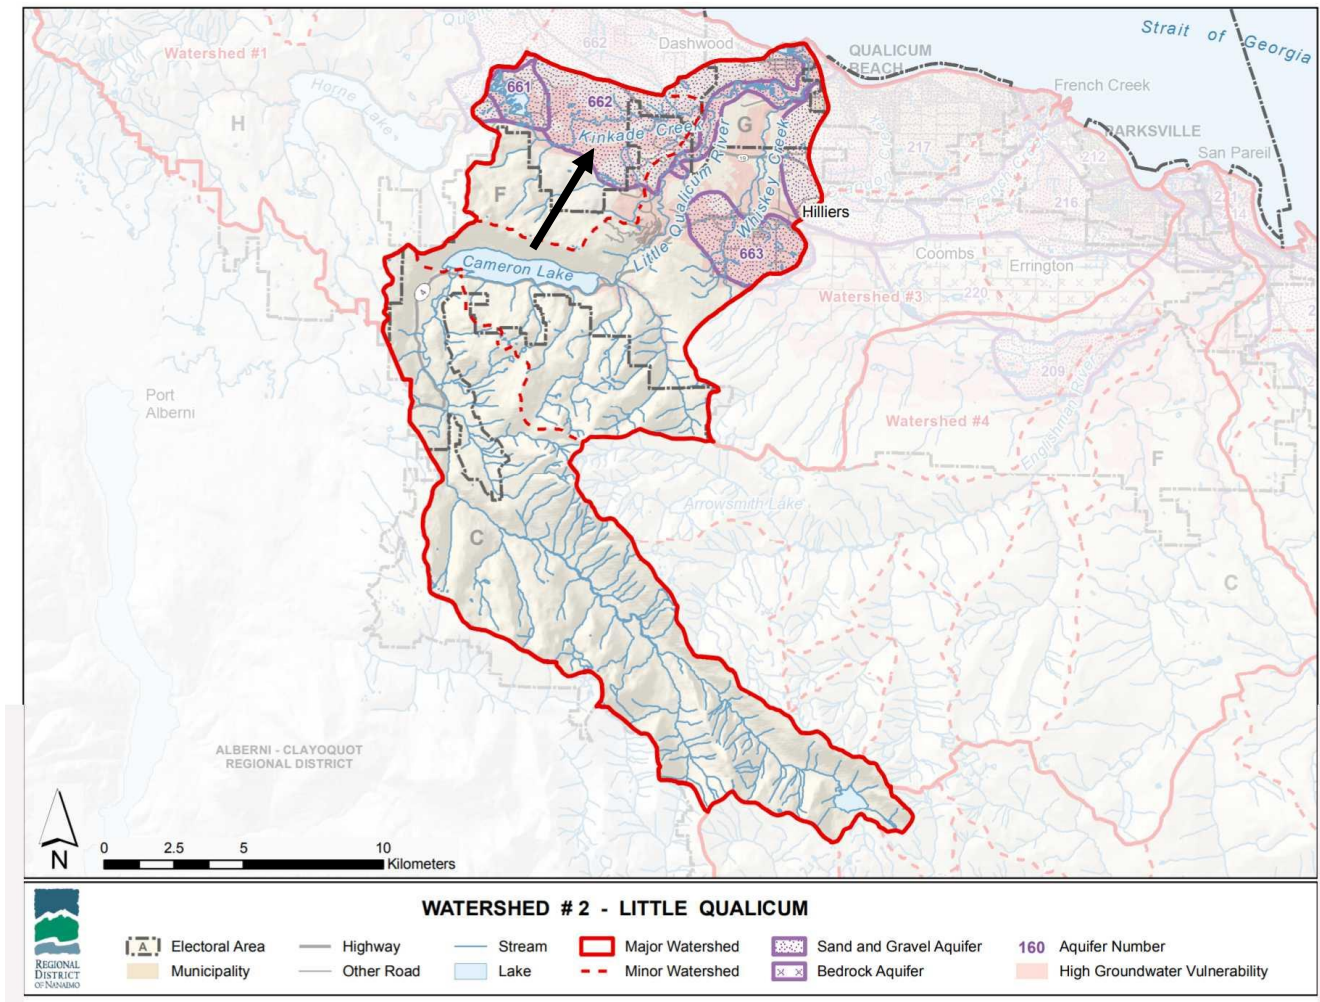 Strait of Georgia
Qualicum
662
Dashwood
QUALICUM
BEACH
Watershed #1
French Creek
661
662
Horne Lake
H
Kinkade Creek
G
PARKSVILLE
San Pareil
217
212
19
F
Little Qualicum River
Whiskey Creek
216
214
Hilliers
663
Coombs
Errington
Cameron Lake
4
Watershed #3
220
209
Port
Alberni
Englishman River
Watershed #4
F
Arrowsmith Lake
C
C
ALBERNI - CLAYOQUOT
REGIONAL DISTRICT
N
0 2.5 5 10
Kilometers
WATERSHED # 2 - LITTLE QUALICUM
REGIONAL
DISTRICT
OF NANAIMO
A Electoral Area
Highway
Stream
Major Watershed
Sand and Gravel Aquifer
160 Aquifer Number
Municipality
Other Road
Lake
Minor Watershed
Bedrock Aquifer
High Groundwater Vulnerability